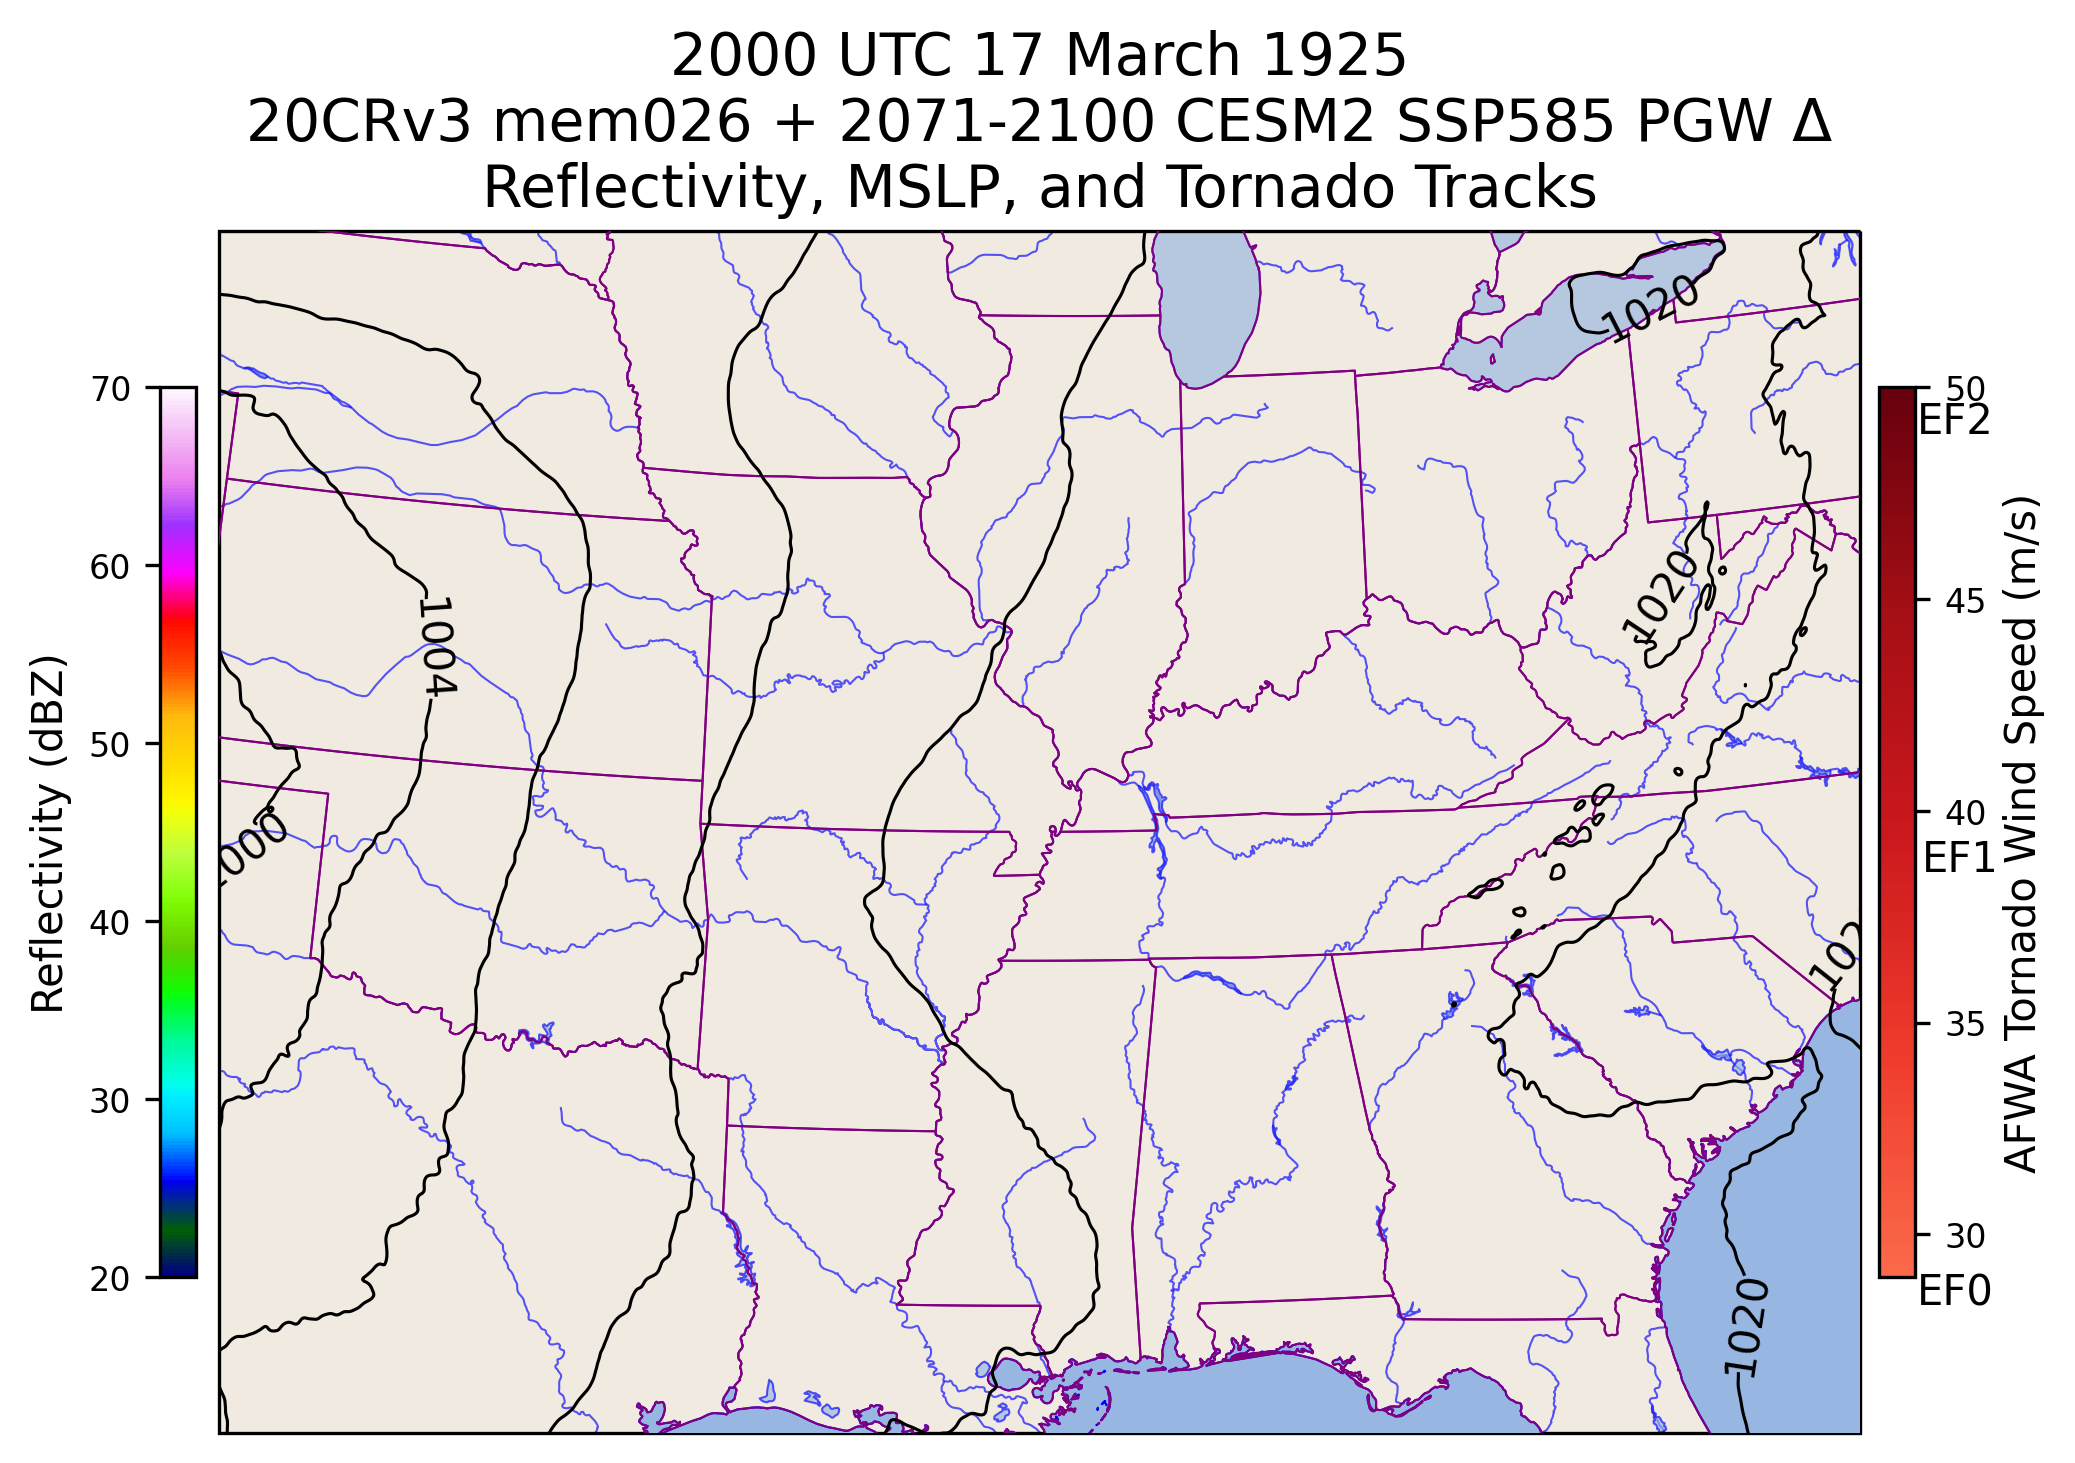 2000 UTC 17 March 1925
20CRv3 mem026 + 2071-2100 CESM2 SSP585 PGW Δ
Reflectivity, MSLP, and Tornado Tracks
Reflectivity (dBZ)
70
60
50
40
30
20
1020
1020
1004
1020
AFWA Tornado Wind Speed (m/s)
50
EF2
45
40
EF1
35
30
EF0